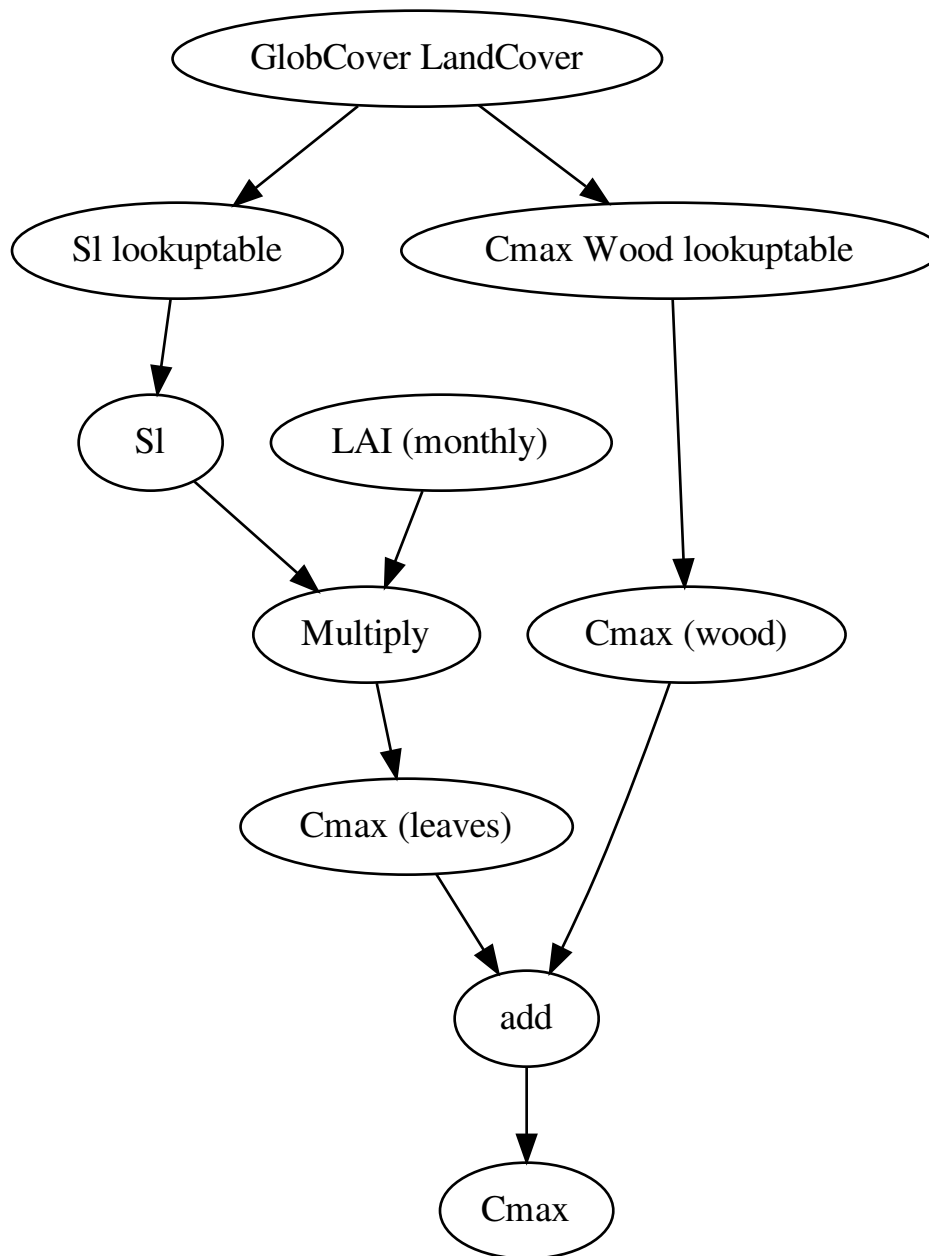 GlobCover LandCover
Sl lookuptable
Cmax Wood lookuptable
Sl
LAI (monthly)
Multiply
Cmax (wood)
Cmax (leaves)
add
Cmax